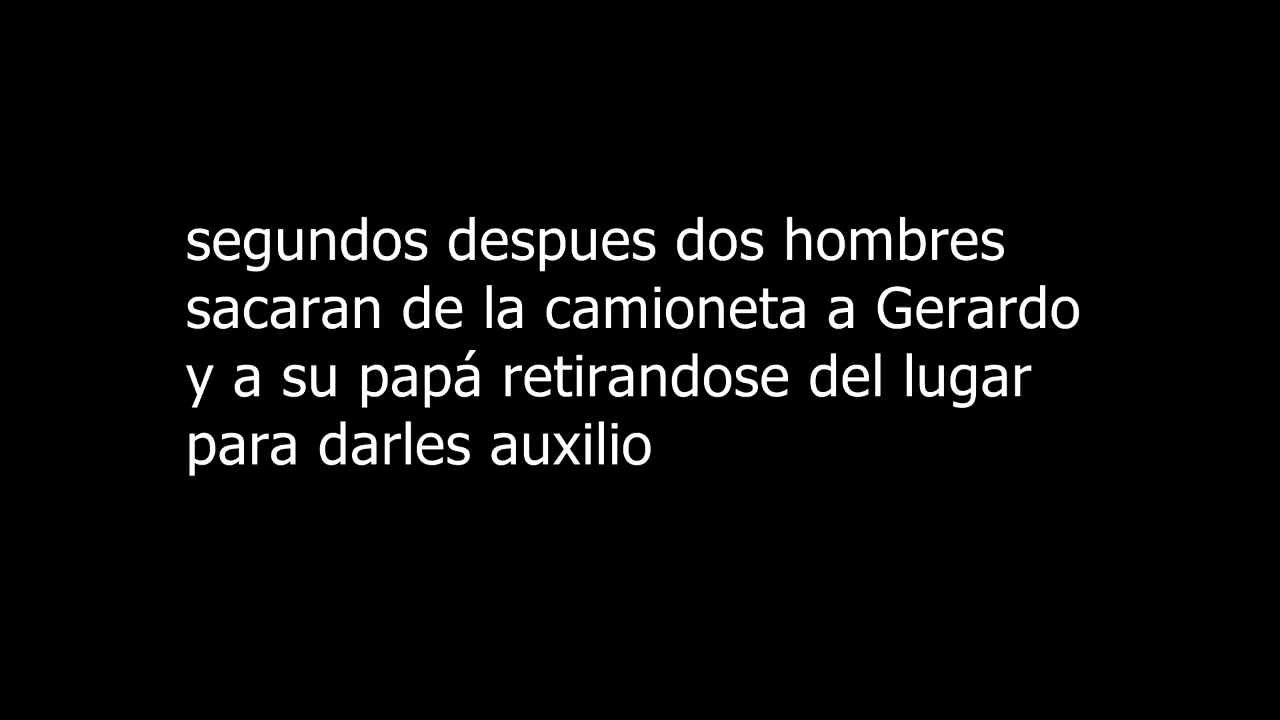 segundos despues dos hombres
sacaran de la camioneta a Gerardo
y a su papá retirandose del lugar
para darles auxilio